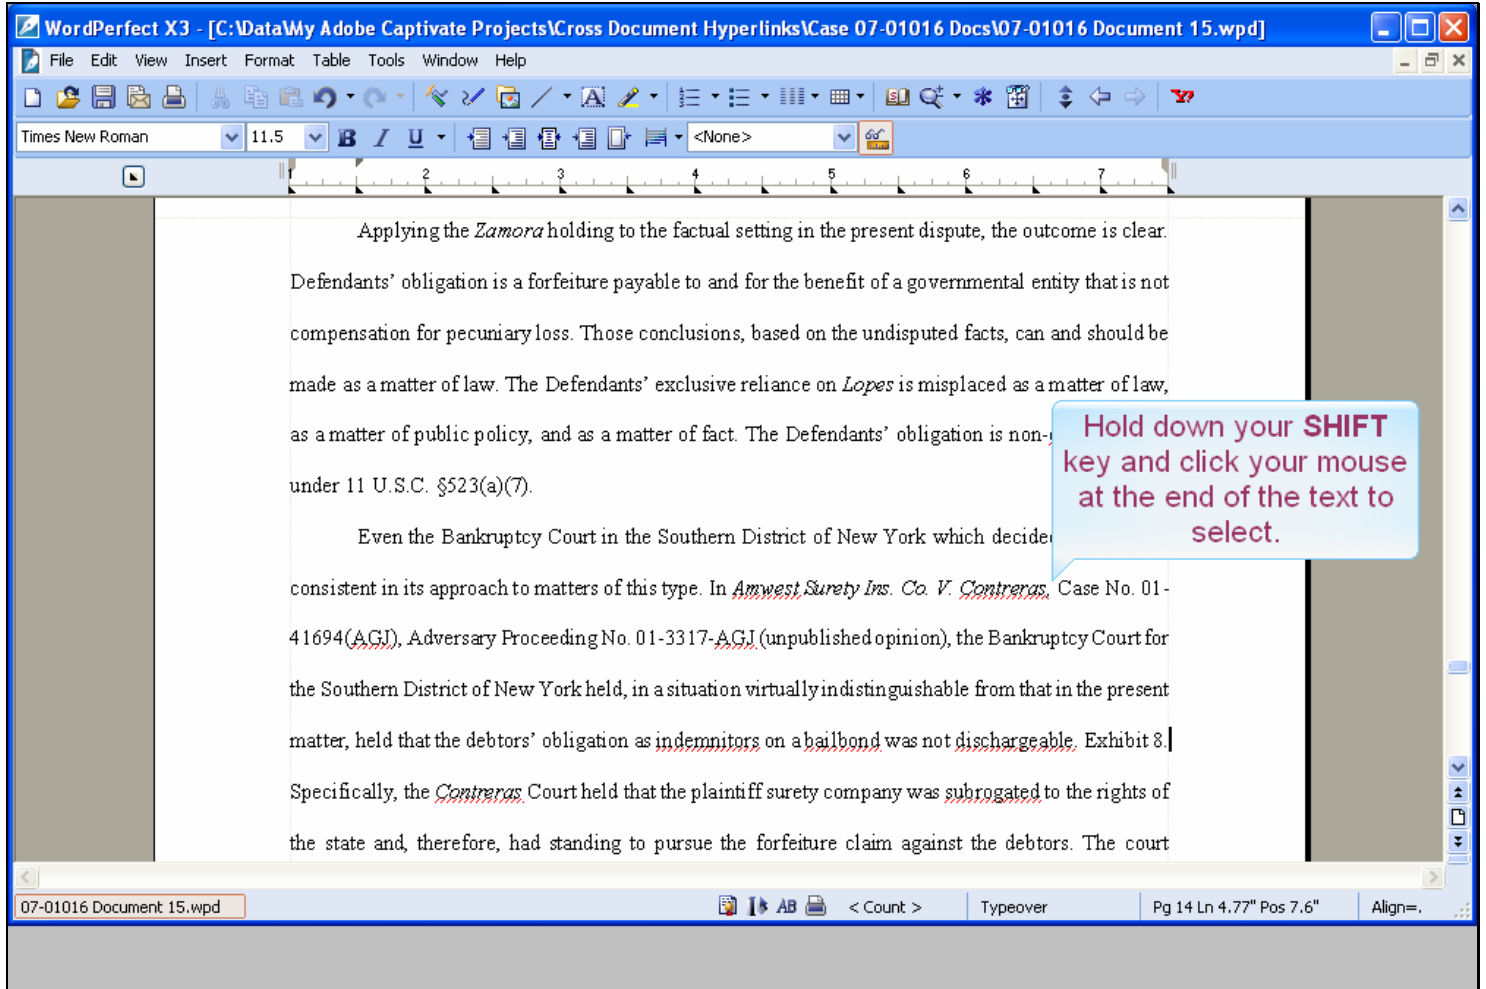 WordPerfect X3 - [C:\Data\My Adobe Captivate Projects\Cross Document Hyperlinks\Case 07-01016 Docs\07-01016 Document 15.wpd]
File Edit View Insert Format Table Tools Window Help
Times New Roman 11.5 B I U <None>
1 2 3 4 5 6 7
Applying the Zamora holding to the factual setting in the present dispute, the outcome is clear.
Defendants’ obligation is a forfeiture payable to and for the benefit of a governmental entity that is not
compensation for pecuniary loss. Those conclusions, based on the undisputed facts, can and should be
made as a matter of law. The Defendants’ exclusive reliance on Lopes is misplaced as a matter of law,
as a matter of public policy, and as a matter of fact. The Defendants’ obligation is non-
under 11 U.S.C. §523(a)(7).
Hold down your SHIFT
key and click your mouse
at the end of the text to
select.
Even the Bankruptcy Court in the Southern District of New York which decided
consistent in its approach to matters of this type. In Amwest Surety Ins. Co. V. Contreras, Case No. 01-
41694(AGJ), Adversary Proceeding No. 01-3317-AGJ (unpublished opinion), the Bankruptcy Court for
the Southern District of New York held, in a situation virtually indistinguishable from that in the present
matter, held that the debtors’ obligation as indemnitors on a bailbond was not dischargeable. Exhibit 8.
Specifically, the Contreras Court held that the plaintiff surety company was subrogated to the rights of
the state and, therefore, had standing to pursue the forfeiture claim against the debtors. The court
07-01016 Document 15.wpd AB < Count > Typeover Pg 14 Ln 4.77" Pos 7.6" Align=.